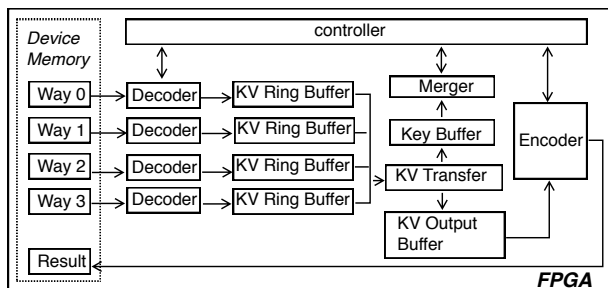 controller
Device
Memory
Way 0
Decoder
KV Ring Buffer
Merger
Way 1
Decoder
KV Ring Buffer
Key Buffer
Encoder
Way 2
Decoder
KV Ring Buffer
KV Transfer
Way 3
Decoder
KV Ring Buffer
KV Output
Buffer
Result
FPGA